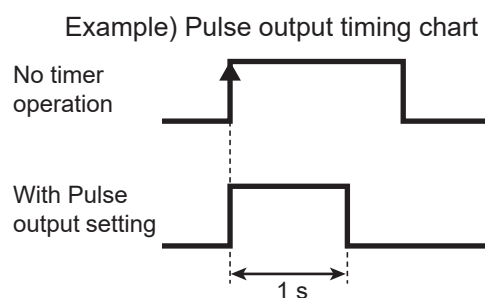 Example) Pulse output timing chart
No timer
operation
With Pulse
output setting
1 s